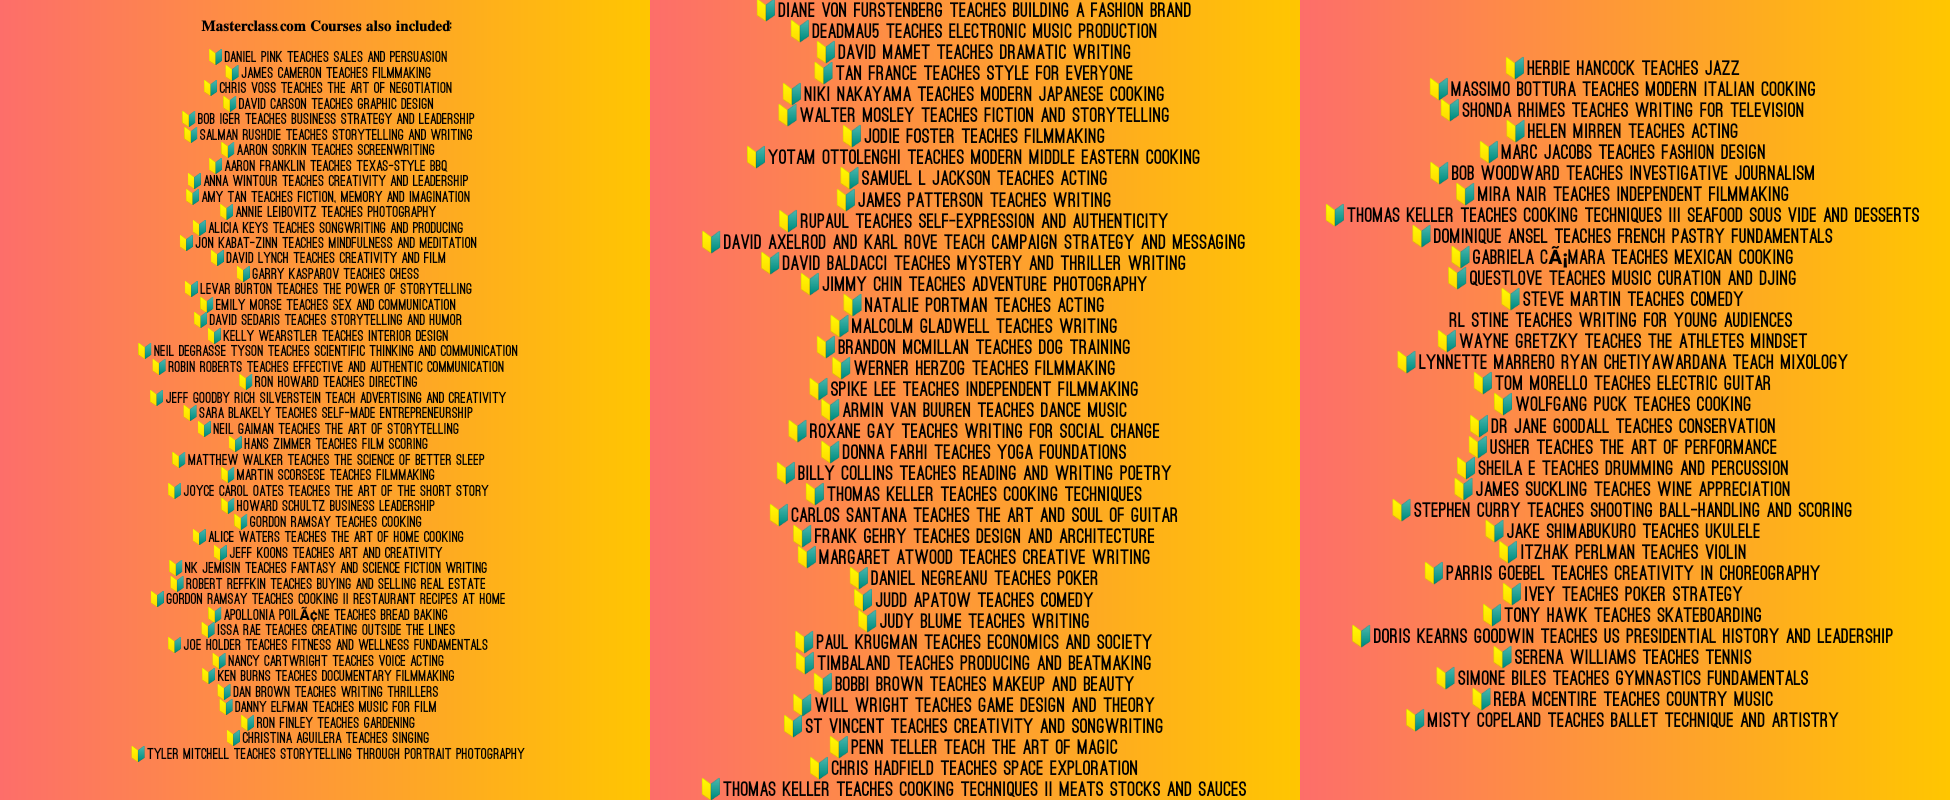 Masterclass.com Courses also included:
DANIEL PINK TEACHES SALES AND PERSUASION
JAMES CAMERON TEACHES FILMMAKING
CHRIS VOSS TEACHES THE ART OF NEGOTIATION
DAVID CARSON TEACHES GRAPHIC DESIGN
BOB IGER TEACHES BUSINESS STRATEGY AND LEADERSHIP
SALMAN RUSHDIE TEACHES STORYTELLING AND WRITING
AARON SORKIN TEACHES SCREENWRITING
AARON FRANKLIN TEACHES TEXAS-STYLE BBQ
ANNA WINTOUR TEACHES CREATIVITY AND LEADERSHIP
AMY TAN TEACHES FICTION, MEMORY AND IMAGINATION
ANNIE LEIBOVITZ TEACHES PHOTOGRAPHY
ALICIA KEYS TEACHES SONGWRITING AND PRODUCING
JON KABAT-ZINN TEACHES MINDFULNESS AND MEDITATION
DAVID LYNCH TEACHES CREATIVITY AND FILM
GARRY KASPAROV TEACHES CHESS
LEVAR BURTON TEACHES THE POWER OF STORYTELLING
EMILY MORSE TEACHES SEX AND COMMUNICATION
DAVID SEDARIS TEACHES STORYTELLING AND HUMOR
KELLY WEARSTLER TEACHES INTERIOR DESIGN
NEIL DEGRASSE TYSON TEACHES SCIENTIFIC THINKING AND COMMUNICATION
ROBIN ROBERTS TEACHES EFFECTIVE AND AUTHENTIC COMMUNICATION
RON HOWARD TEACHES DIRECTING
JEFF GOODBY RICH SILVERSTEIN TEACH ADVERTISING AND CREATIVITY
SARA BLAKELY TEACHES SELF-MADE ENTREPRENEURSHIP
NEIL GAIMAN TEACHES THE ART OF STORYTELLING
HANS ZIMMER TEACHES FILM SCORING
MATTHEW WALKER TEACHES THE SCIENCE OF BETTER SLEEP
MARTIN SCORSESE TEACHES FILMMAKING
JOYCE CAROL OATES TEACHES THE ART OF THE SHORT STORY
HOWARD SCHULTZ BUSINESS LEADERSHIP
GORDON RAMSAY TEACHES COOKING
ALICE WATERS TEACHES THE ART OF HOME COOKING
JEFF KOONS TEACHES ART AND CREATIVITY
NK JEMISIN TEACHES FANTASY AND SCIENCE FICTION WRITING
ROBERT REFFKIN TEACHES BUYING AND SELLING REAL ESTATE
GORDON RAMSAY TEACHES COOKING II RESTAURANT RECIPES AT HOME
APOLLONIA POILÃ¢NE TEACHES BREAD BAKING
ISSA RAE TEACHES CREATING OUTSIDE THE LINES
JOE HOLDER TEACHES FITNESS AND WELLNESS FUNDAMENTALS
NANCY CARTWRIGHT TEACHES VOICE ACTING
KEN BURNS TEACHES DOCUMENTARY FILMMAKING
DAN BROWN TEACHES WRITING THRILLERS
DANNY ELFMAN TEACHES MUSIC FOR FILM
RON FINLEY TEACHES GARDENING
CHRISTINA AGUILERA TEACHES SINGING
TYLER MITCHELL TEACHES STORYTELLING THROUGH PORTRAIT PHOTOGRAPHY
DIANE VON FURSTENBERG TEACHES BUILDING A FASHION BRAND
DEADMAU5 TEACHES ELECTRONIC MUSIC PRODUCTION
DAVID MAMET TEACHES DRAMATIC WRITING
TAN FRANCE TEACHES STYLE FOR EVERYONE
NIKI NAKAYAMA TEACHES MODERN JAPANESE COOKING
WALTER MOSLEY TEACHES FICTION AND STORYTELLING
JODIE FOSTER TEACHES FILMMAKING
YOTAM OTTOLENGHI TEACHES MODERN MIDDLE EASTERN COOKING
SAMUEL L JACKSON TEACHES ACTING
JAMES PATTERSON TEACHES WRITING
RUPAUL TEACHES SELF-EXPRESSION AND AUTHENTICITY
DAVID AXELROD AND KARL ROVE TEACH CAMPAIGN STRATEGY AND MESSAGING
DAVID BALDACCI TEACHES MYSTERY AND THRILLER WRITING
JIMMY CHIN TEACHES ADVENTURE PHOTOGRAPHY
NATALIE PORTMAN TEACHES ACTING
MALCOLM GLADWELL TEACHES WRITING
BRANDON MCMILLAN TEACHES DOG TRAINING
WERNER HERZOG TEACHES FILMMAKING
SPIKE LEE TEACHES INDEPENDENT FILMMAKING
ARMIN VAN BUUREN TEACHES DANCE MUSIC
ROXANE GAY TEACHES WRITING FOR SOCIAL CHANGE
DONNA FARHI TEACHES YOGA FOUNDATIONS
BILLY COLLINS TEACHES READING AND WRITING POETRY
THOMAS KELLER TEACHES COOKING TECHNIQUES
CARLOS SANTANA TEACHES THE ART AND SOUL OF GUITAR
FRANK GEHRY TEACHES DESIGN AND ARCHITECTURE
MARGARET ATWOOD TEACHES CREATIVE WRITING
DANIEL NEGREANU TEACHES POKER
JUDD APATOW TEACHES COMEDY
JUDY BLUME TEACHES WRITING
PAUL KRUGMAN TEACHES ECONOMICS AND SOCIETY
TIMBALAND TEACHES PRODUCING AND BEATMAKING
BOBBI BROWN TEACHES MAKEUP AND BEAUTY
WILL WRIGHT TEACHES GAME DESIGN AND THEORY
ST VINCENT TEACHES CREATIVITY AND SONGWRITING
PENN TELLER TEACH THE ART OF MAGIC
CHRIS HADFIELD TEACHES SPACE EXPLORATION
THOMAS KELLER TEACHES COOKING TECHNIQUES II MEATS STOCKS AND SAUCES
HERBIE HANCOCK TEACHES JAZZ
MASSIMO BOTTURA TEACHES MODERN ITALIAN COOKING
SHONDA RHIMES TEACHES WRITING FOR TELEVISION
HELEN MIRREN TEACHES ACTING
MARC JACOBS TEACHES FASHION DESIGN
BOB WOODWARD TEACHES INVESTIGATIVE JOURNALISM
MIRA NAIR TEACHES INDEPENDENT FILMMAKING
THOMAS KELLER TEACHES COOKING TECHNIQUES III SEAFOOD SOUS VIDE AND DESSERTS
DOMINIQUE ANSEL TEACHES FRENCH PASTRY FUNDAMENTALS
GABRIELA CÃ¡MARA TEACHES MEXICAN COOKING
QUESTLOVE TEACHES MUSIC CURATION AND DJING
STEVE MARTIN TEACHES COMEDY
RL STINE TEACHES WRITING FOR YOUNG AUDIENCES
WAYNE GRETZKY TEACHES THE ATHLETES MINDSET
LYNNETTE MARRERO RYAN CHETIYAWARDANA TEACH MIXOLOGY
TOM MORELLO TEACHES ELECTRIC GUITAR
WOLFGANG PUCK TEACHES COOKING
DR JANE GOODALL TEACHES CONSERVATION
USHER TEACHES THE ART OF PERFORMANCE
SHEILA E TEACHES DRUMMING AND PERCUSSION
JAMES SUCKLING TEACHES WINE APPRECIATION
STEPHEN CURRY TEACHES SHOOTING BALL-HANDLING AND SCORING
JAKE SHIMABUKURO TEACHES UKULELE
ITZHAK PERLMAN TEACHES VIOLIN
PARRIS GOEBEL TEACHES CREATIVITY IN CHOREOGRAPHY
IVEY TEACHES POKER STRATEGY
TONY HAWK TEACHES SKATEBOARDING
DORIS KEARNS GOODWIN TEACHES US PRESIDENTIAL HISTORY AND LEADERSHIP
SERENA WILLIAMS TEACHES TENNIS
SIMONE BILES TEACHES GYMNASTICS FUNDAMENTALS
REBA MCENTIRE TEACHES COUNTRY MUSIC
MISTY COPELAND TEACHES BALLET TECHNIQUE AND ARTISTRY